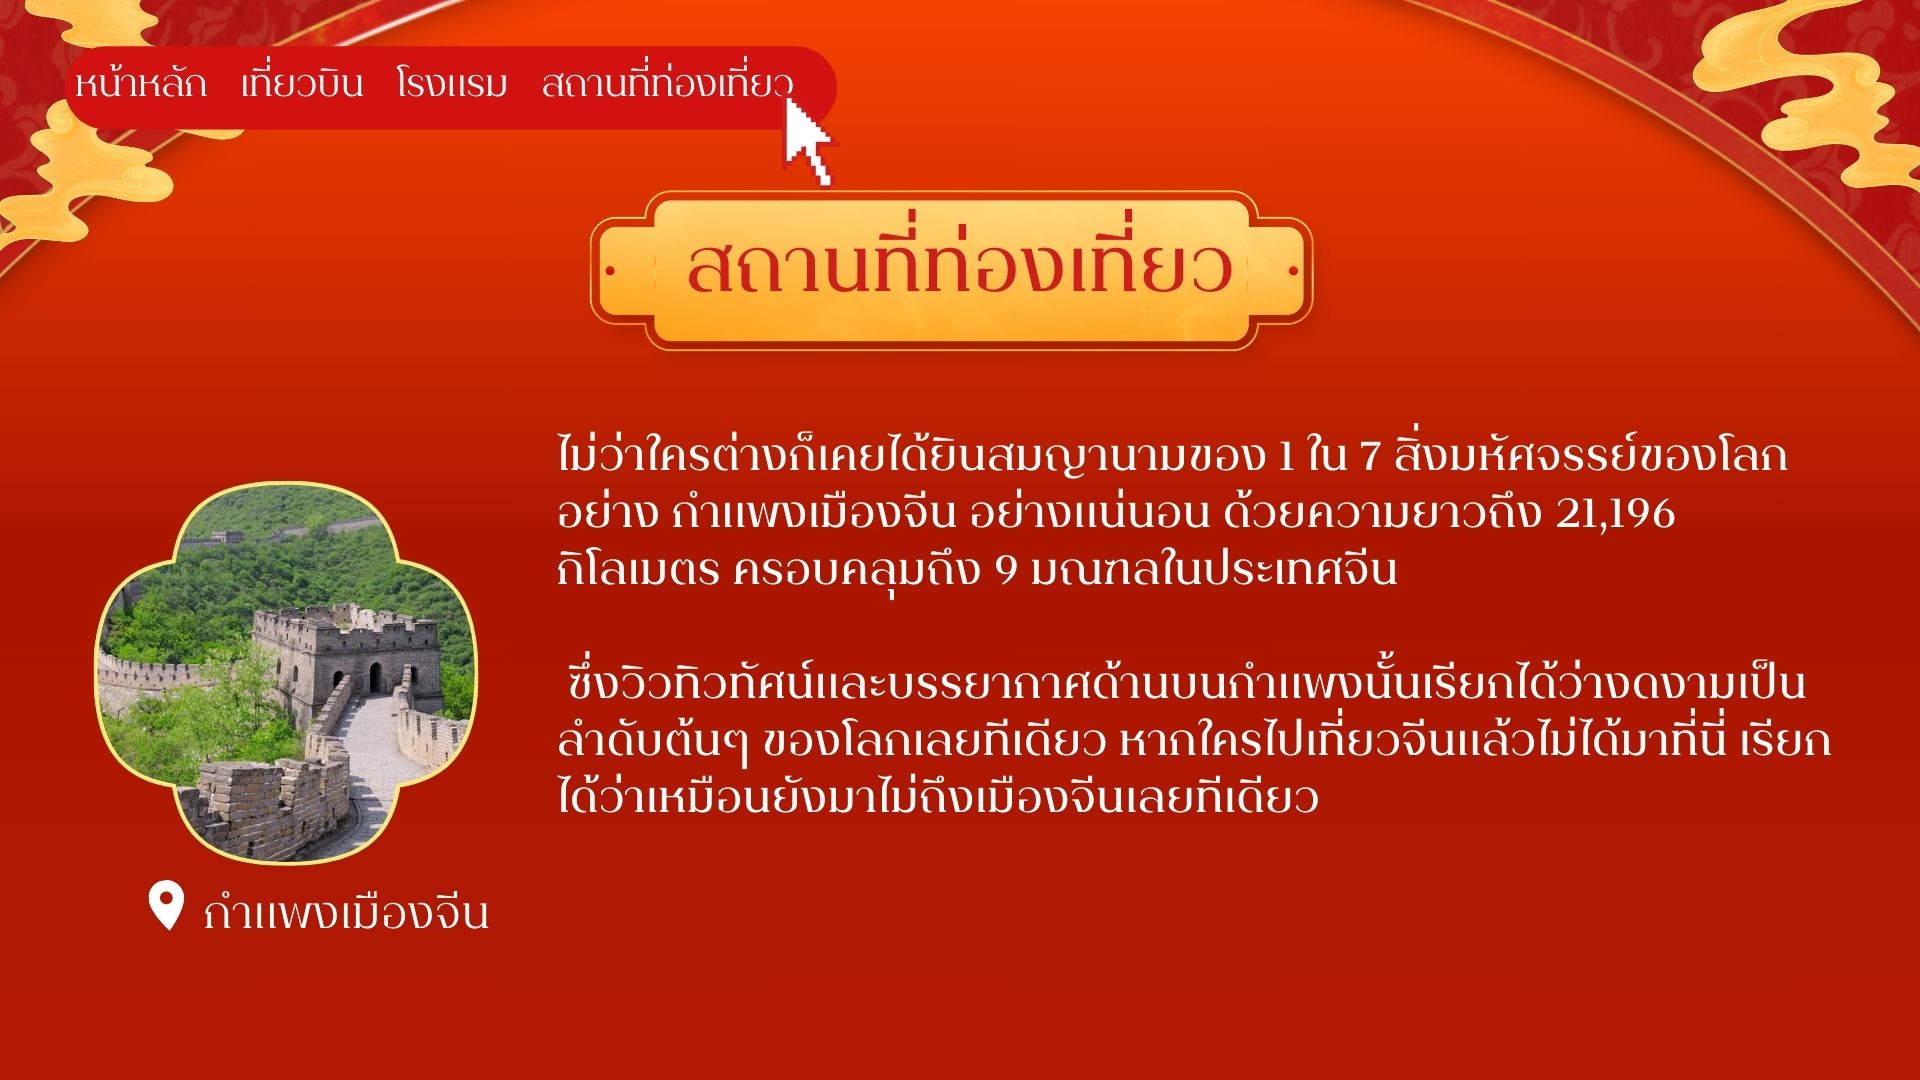 หน้าหลัก เที่ยวบิน โรงแรม สถานที่ท่องเที่ยว
สถานที่ท่องเที่ยว
ไม่ว่าใครต่างก็เคยได้ยินสมญานามของ 1 ใน 7 สิ่งมหัศจรรย์ของโลก
อย่าง กำแพงเมืองจีน อย่างแน่นอน ด้วยความยาวถึง 21,196
กิโลเมตร ครอบคลุมถึง 9 มณฑลในประเทศจีน
ซึ่งวิวทิวทัศน์และบรรยากาศด้านบนกำแพงนั้นเรียกได้ว่างดงามเป็น
ลำดับต้นๆ ของโลกเลยทีเดียว หากใครไปเที่ยวจีนแล้วไม่ได้มาที่นี่ เรียก
ได้ว่าเหมือนยังมาไม่ถึงเมืองจีนเลยทีเดียว
กำแพงเมืองจีน